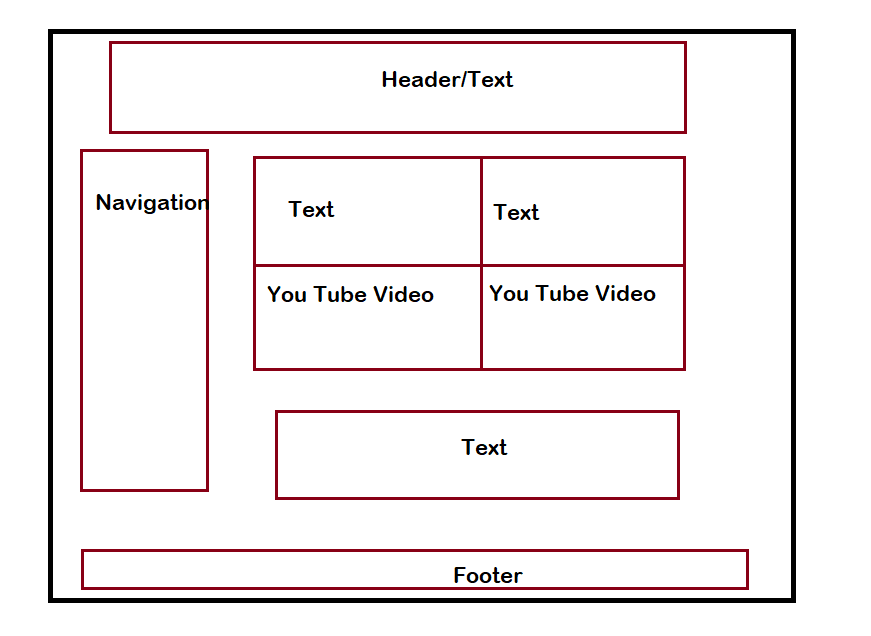 Header/Text
Navigation
Text
Text
You Tube Video
You Tube Video
Text
Footer